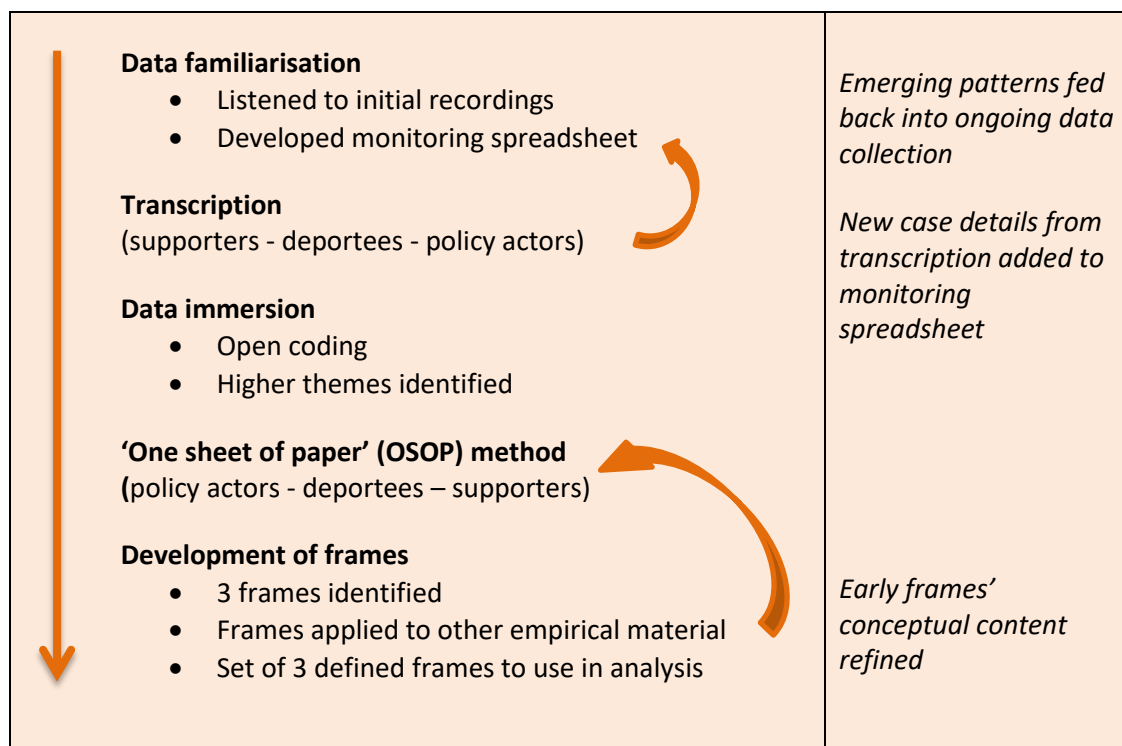 Data familiarisation
• Listened to initial recordings
• Developed monitoring spreadsheet
Transcription
(supporters - deportees - policy actors)
Data immersion
• Open coding
• Higher themes identified
‘One sheet of paper’ (OSOP) method
(policy actors - deportees – supporters)
Development of frames
• 3 frames identified
• Frames applied to other empirical material
• Set of 3 defined frames to use in analysis
Emerging patterns fed
back into ongoing data
collection
New case details from
transcription added to
monitoring
spreadsheet
Early frames’
conceptual content
refined